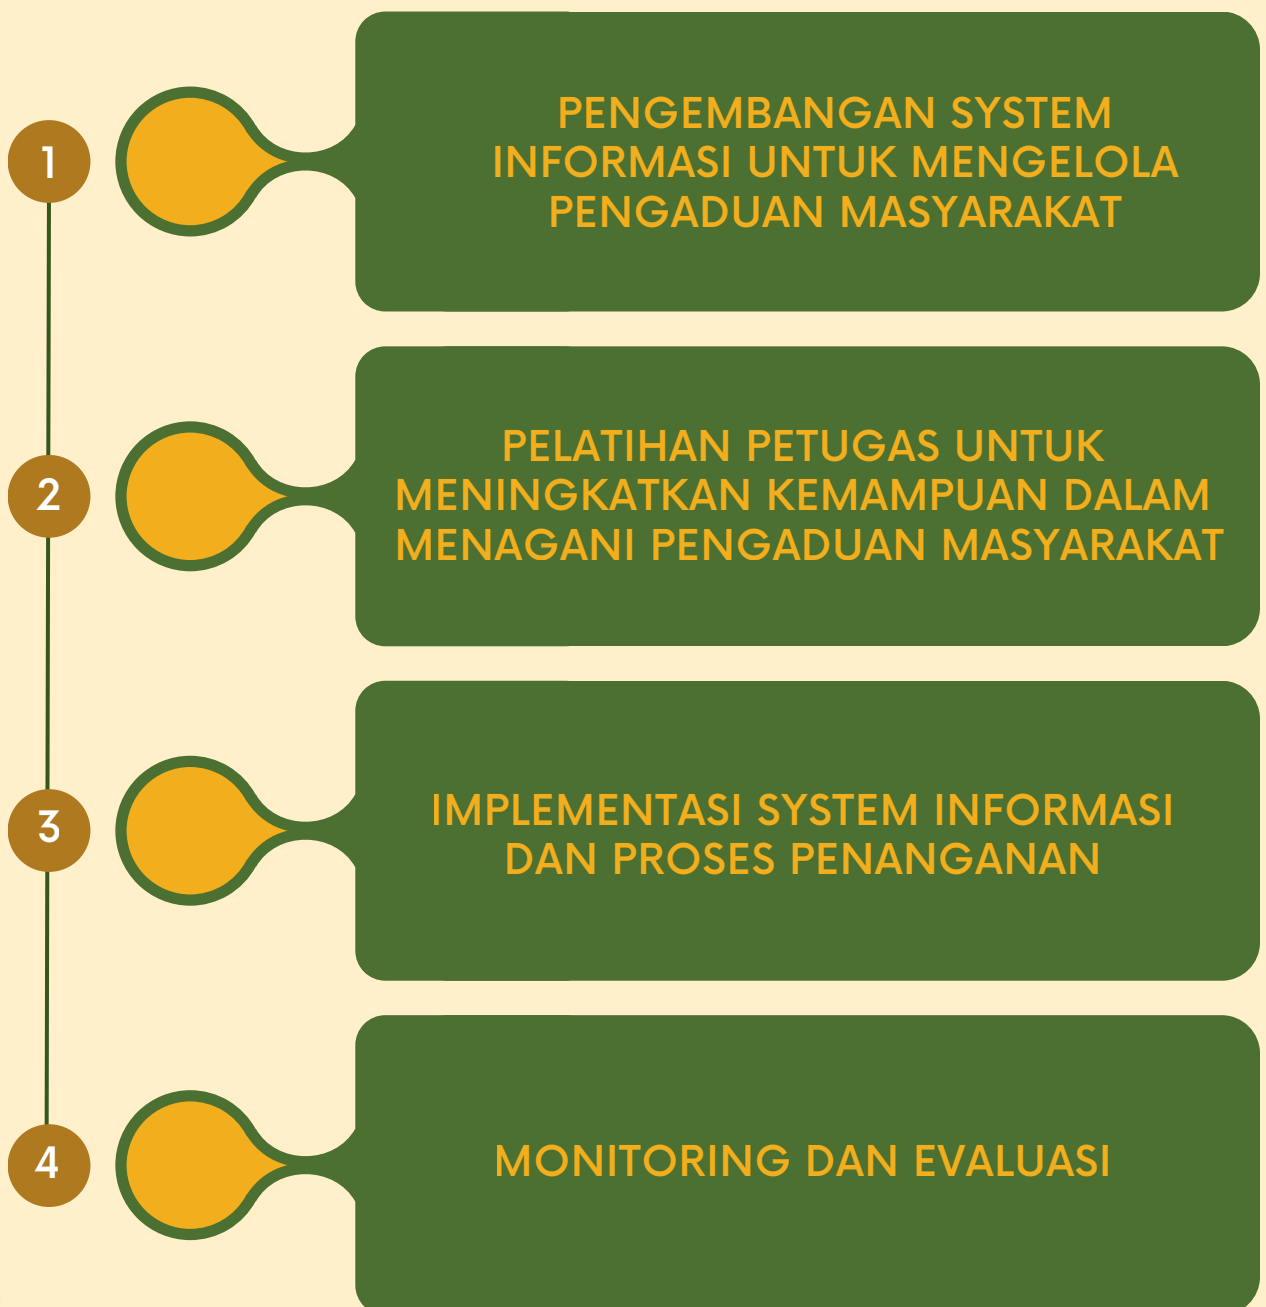 1
PENGEMBANGAN SYSTEM
INFORMASI UNTUK MENGELOLA
PENGADUAN MASYARAKAT
2
PELATIHAN PETUGAS UNTUK
MENINGKATKAN KEMAMPUAN DALAM
MENAGANI PENGADUAN MASYARAKAT
3
IMPLEMENTASI SYSTEM INFORMASI
DAN PROSES PENANGANAN
4
MONITORING DAN EVALUASI